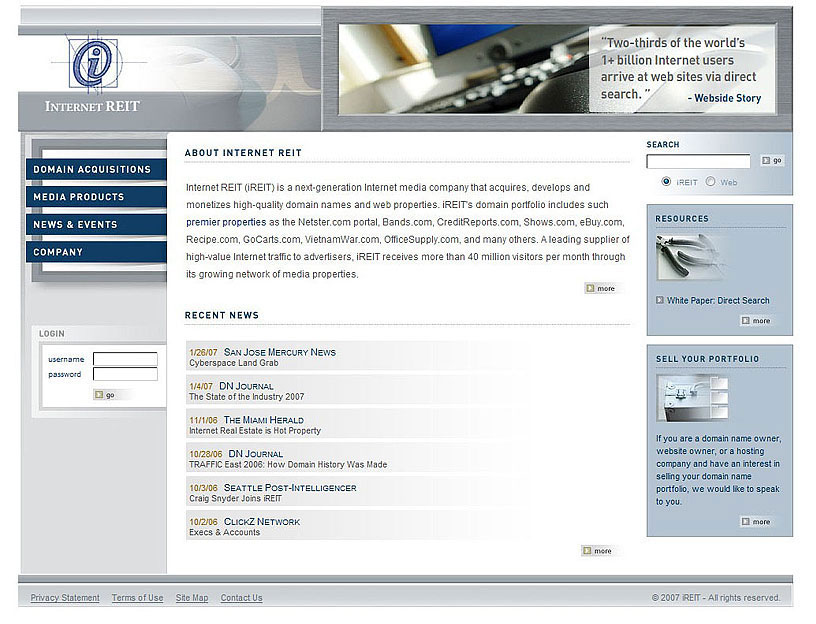 INTERNET REIT
"Two-thirds of the world's
1+ billion Internet users
arrive at web sites via direct
search. "
- Webside Story
DOMAIN ACQUISITIONS
MEDIA PRODUCTS
NEWS & EVENTS
COMPANY
LOGIN
username
password
go
ABOUT INTERNET REIT
Internet REIT (iREIT) is a next-generation Internet media company that acquires, develops and
monetizes high-quality domain names and web properties. iREIT's domain portfolio includes such
premier properties as the Netster.com portal, Bands.com, CreditReports.com, Shows.com, eBuy.com,
Recipe.com, GoCarts.com, VietnamWar.com, OfficeSupply.com, and many others. A leading supplier of
high-value Internet traffic to advertisers, iREIT receives more than 40 million visitors per month through
its growing network of media properties.
more
RECENT NEWS
1/26/07 SAN JOSE MERCURY NEWS
Cyberspace Land Grab
1/4/07 DN JOURNAL
The State of the Industry 2007
11/1/06 THE MIAMI HERALD
Internet Real Estate is Hot Property
10/28/06 DN JOURNAL
TRAFFIC East 2006: How Domain History Was Made
10/3/06 SEATTLE POST-INTELLIGENCER
Craig Snyder Joins iREIT
10/2/06 CLICKZ NETWORK
Execs & Accounts
more
SEARCH
go
iREIT Web
RESOURCES
White Paper: Direct Search
more
SELL YOUR PORTFOLIO
If you are a domain name owner,
website owner, or a hosting
company and have an interest in
selling your domain name
portfolio, we would like to speak
to you.
more
Privacy Statement Terms of Use Site Map Contact Us
© 2007 iREIT - All rights reserved.